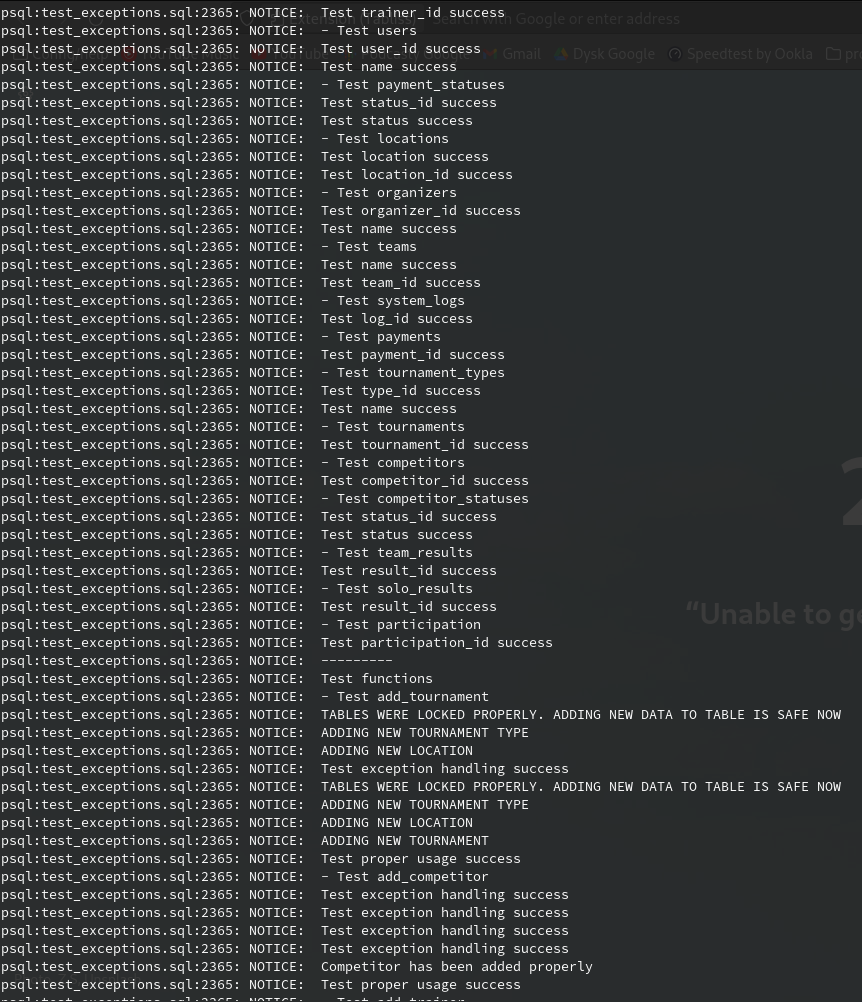 psql:test_exceptions.sql:2365: NOTICE:  Test trainer_id success
psql:test_exceptions.sql:2365: NOTICE:  - Test users
psql:test_exceptions.sql:2365: NOTICE:  Test user_id success
psql:test_exceptions.sql:2365: NOTICE:  Test name success
psql:test_exceptions.sql:2365: NOTICE:  - Test payment_statuses
psql:test_exceptions.sql:2365: NOTICE:  Test status_id success
psql:test_exceptions.sql:2365: NOTICE:  Test status success
psql:test_exceptions.sql:2365: NOTICE:  - Test locations
psql:test_exceptions.sql:2365: NOTICE:  Test location success
psql:test_exceptions.sql:2365: NOTICE:  Test location_id success
psql:test_exceptions.sql:2365: NOTICE:  - Test organizers
psql:test_exceptions.sql:2365: NOTICE:  Test organizer_id success
psql:test_exceptions.sql:2365: NOTICE:  Test name success
psql:test_exceptions.sql:2365: NOTICE:  - Test teams
psql:test_exceptions.sql:2365: NOTICE:  Test name success
psql:test_exceptions.sql:2365: NOTICE:  Test team_id success
psql:test_exceptions.sql:2365: NOTICE:  - Test system_logs
psql:test_exceptions.sql:2365: NOTICE:  Test log_id success
psql:test_exceptions.sql:2365: NOTICE:  - Test payments
psql:test_exceptions.sql:2365: NOTICE:  Test payment_id success
psql:test_exceptions.sql:2365: NOTICE:  - Test tournament_types
psql:test_exceptions.sql:2365: NOTICE:  Test type_id success
psql:test_exceptions.sql:2365: NOTICE:  Test name success
psql:test_exceptions.sql:2365: NOTICE:  - Test tournaments
psql:test_exceptions.sql:2365: NOTICE:  Test tournament_id success
psql:test_exceptions.sql:2365: NOTICE:  - Test competitors
psql:test_exceptions.sql:2365: NOTICE:  Test competitor_id success
psql:test_exceptions.sql:2365: NOTICE:  - Test competitor_statuses
psql:test_exceptions.sql:2365: NOTICE:  Test status_id success
psql:test_exceptions.sql:2365: NOTICE:  Test status success
psql:test_exceptions.sql:2365: NOTICE:  - Test team_results
psql:test_exceptions.sql:2365: NOTICE:  Test result_id success
psql:test_exceptions.sql:2365: NOTICE:  - Test solo_results
psql:test_exceptions.sql:2365: NOTICE:  Test result_id success
psql:test_exceptions.sql:2365: NOTICE:  - Test participation
psql:test_exceptions.sql:2365: NOTICE:  Test participation_id success
psql:test_exceptions.sql:2365: NOTICE:  ---------
psql:test_exceptions.sql:2365: NOTICE:  Test functions
psql:test_exceptions.sql:2365: NOTICE:  - Test add_tournament
psql:test_exceptions.sql:2365: NOTICE:  TABLES WERE LOCKED PROPERLY. ADDING NEW DATA TO TABLE IS SAFE NOW
psql:test_exceptions.sql:2365: NOTICE:  ADDING NEW TOURNAMENT TYPE
psql:test_exceptions.sql:2365: NOTICE:  ADDING NEW LOCATION
psql:test_exceptions.sql:2365: NOTICE:  Test exception handling success
psql:test_exceptions.sql:2365: NOTICE:  TABLES WERE LOCKED PROPERLY. ADDING NEW DATA TO TABLE IS SAFE NOW
psql:test_exceptions.sql:2365: NOTICE:  ADDING NEW TOURNAMENT TYPE
psql:test_exceptions.sql:2365: NOTICE:  ADDING NEW LOCATION
psql:test_exceptions.sql:2365: NOTICE:  ADDING NEW TOURNAMENT
psql:test_exceptions.sql:2365: NOTICE:  Test proper usage success
psql:test_exceptions.sql:2365: NOTICE:  - Test add_competitor
psql:test_exceptions.sql:2365: NOTICE:  Test exception handling success
psql:test_exceptions.sql:2365: NOTICE:  Test exception handling success
psql:test_exceptions.sql:2365: NOTICE:  Test exception handling success
psql:test_exceptions.sql:2365: NOTICE:  Test exception handling success
psql:test_exceptions.sql:2365: NOTICE:  Competitor has been added properly
psql:test_exceptions.sql:2365: NOTICE:  Test proper usage success
Search with Google or enter address
Gmail
Dysk Google
Speedtest by Ookla
“Unable to